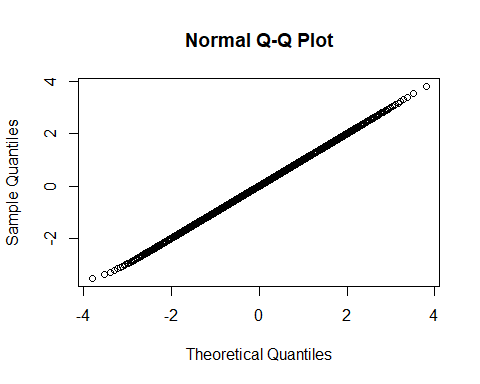 Normal Q-Q Plot
Sample Quantiles
4
2
0
-2
-4 -2 0 2 4
Theoretical Quantiles